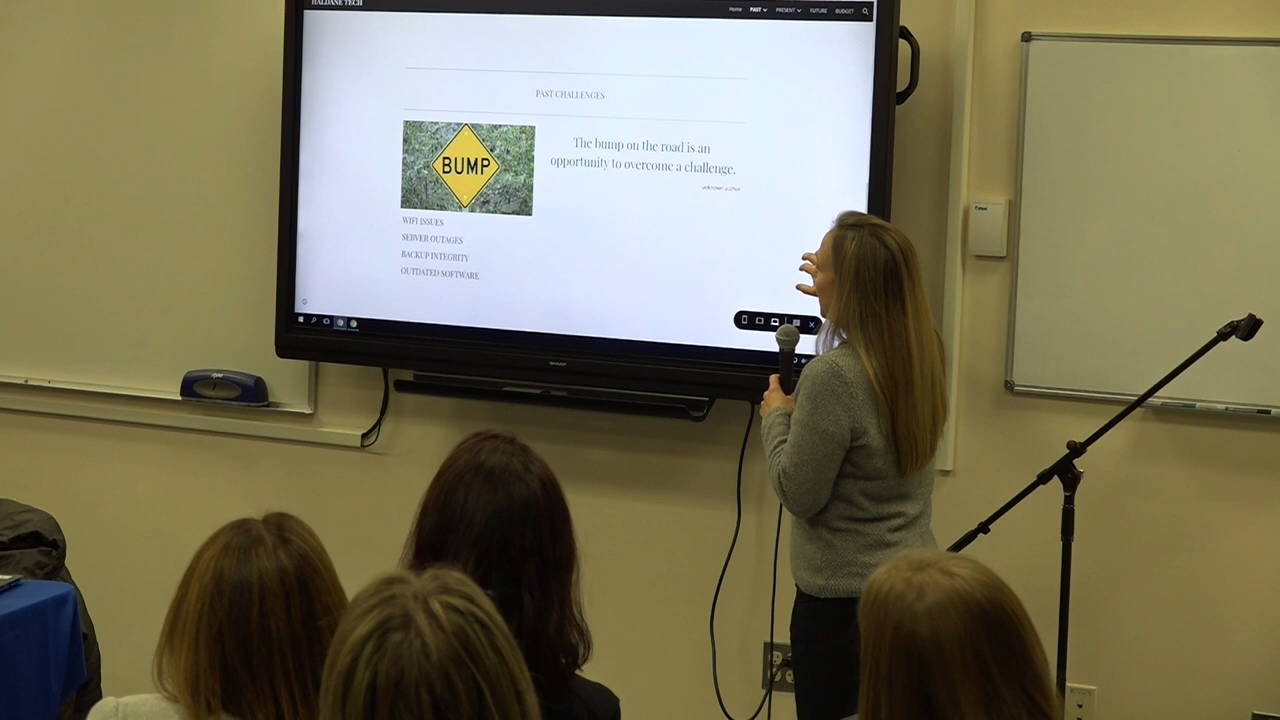 HALDANE TECH
Home PAST PRESENT FUTURE BUDGET
PAST CHALLENGES
BUMP
The bump on the road is an
opportunity to overcome a challenge.
unknown author
WIFI ISSUES
SERVER OUTAGES
BACKUP INTEGRITY
OUTDATED SOFTWARE
SHARP